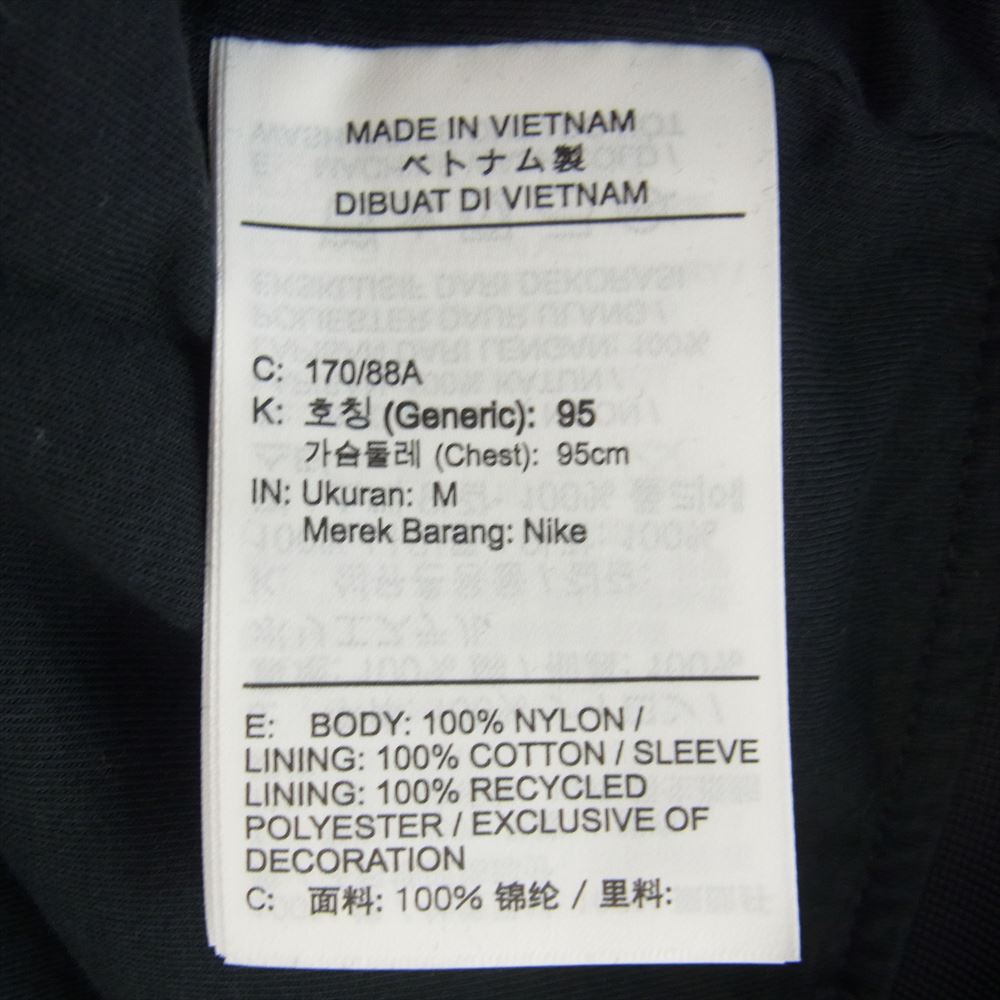 MADE IN VIETNAM
ベトナム製
DIBUAT DI VIETNAM
C: 170/88A
K: 호칭 (Generic): 95
가슴둘레 (Chest): 95cm
IN: Ukuran: M
Merek Barang: Nike
E: BODY: 100% NYLON /
LINING: 100% COTTON / SLEEVE
LINING: 100% RECYCLED
POLYESTER / EXCLUSIVE OF
DECORATION
C: 面料: 100% 锦纶 / 里料: